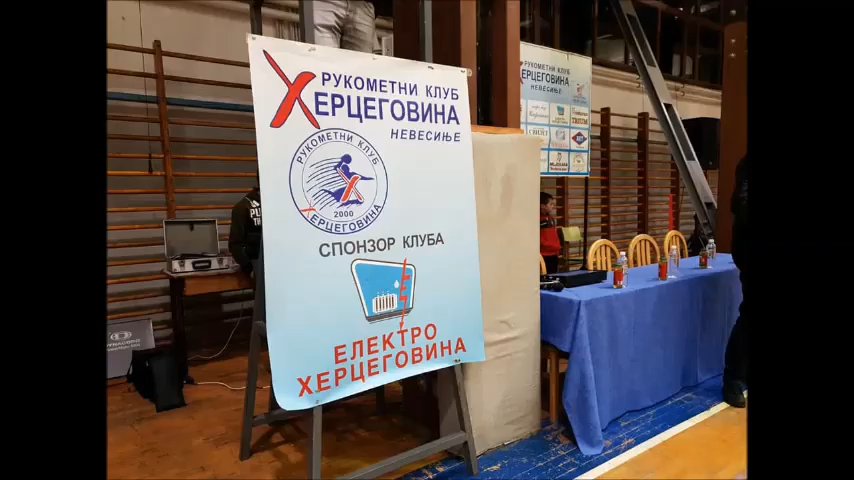 РУКОМЕТНИ КЛУБ
ХЕРЦЕГОВИНА
НЕВЕСИЊЕ
РУКОМЕТНИ КЛУБ
2000
ХЕРЦЕГОВИНА
СПОНЗОР КЛУБА
ЕЛЕКТРО
ХЕРЦЕГОВИНА
РУКОМЕТНИ КЛУБ
ХЕРЦЕГОВИНА
НЕВЕСИЊЕ